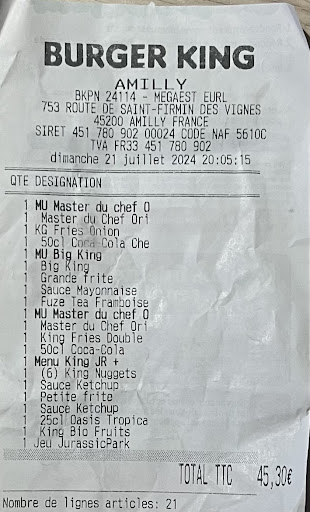 BURGER KING
AMILLY
BKPN 24114 - MEGAEST EURL
753 ROUTE DE SAINT-FIRMIN DES VIGNES
45200 AMILLY FRANCE
SIRET 451 780 902 00024 CODE NAF 5610C
TVA FR33 451 780 902
dimanche 21 juillet 2024 20:05:15
QTE DESIGNATION
1 MU Master du chef O
1 Master du Chef Ori
1 KG Fries Onion
1 50cl Coca Cola Che
1 MU Big King
1 Big King
1 Grande frite
1 Sauce Mayonnaise
1 Fuze Tea Framboise
1 MU Master du chef O
1 Master du Chef Ori
1 King Fries Double
1 50cl Coca-Cola
1 Menu King JR +
1 (6) King Nuggets
1 Sauce Ketchup
1 Petite frite
1 Sauce Ketchup
1 25cl Oasis Tropica
1 King Bio Fruits
1 Jeu JurassicPark
TOTAL TTC 45,30€
Nombre de lignes articles: 21